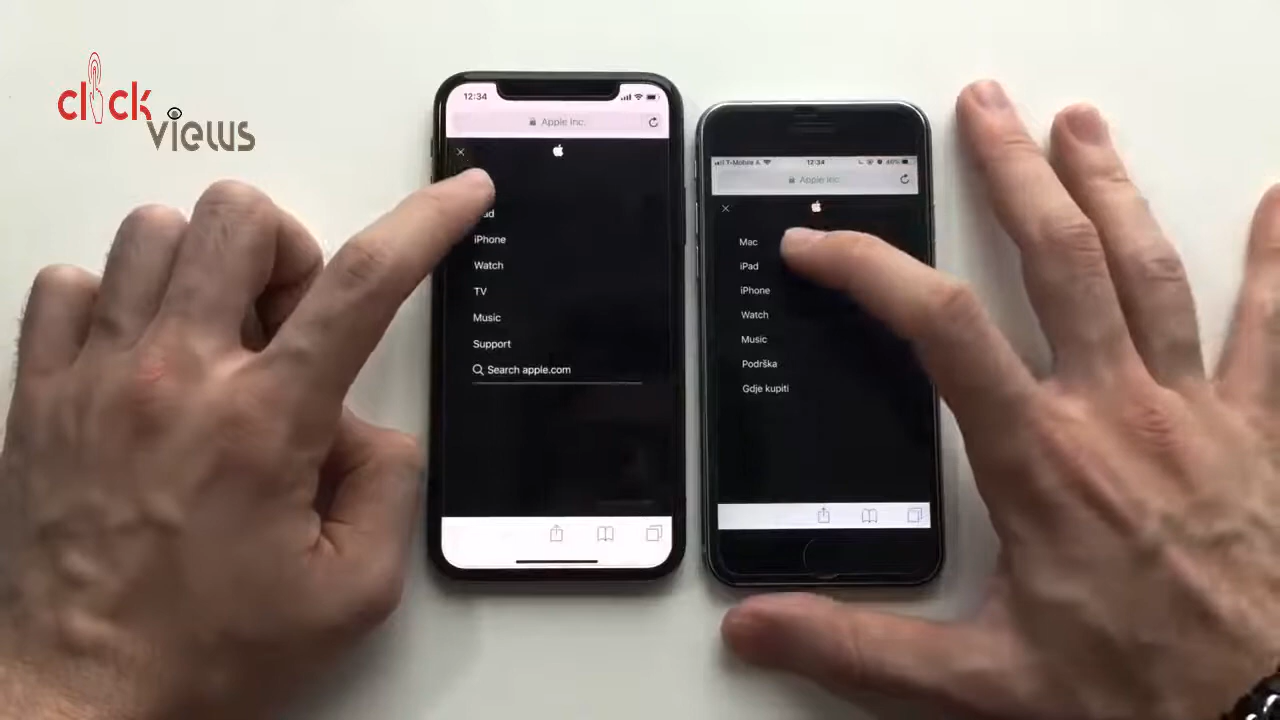 click
views
12:34
Apple Inc.
iPhone
Watch
TV
Music
Support
Search apple.com
T-Mobile A
12:34
46%
Apple Inc.
Mac
iPad
iPhone
Watch
Music
Podrška
Gdje kupiti